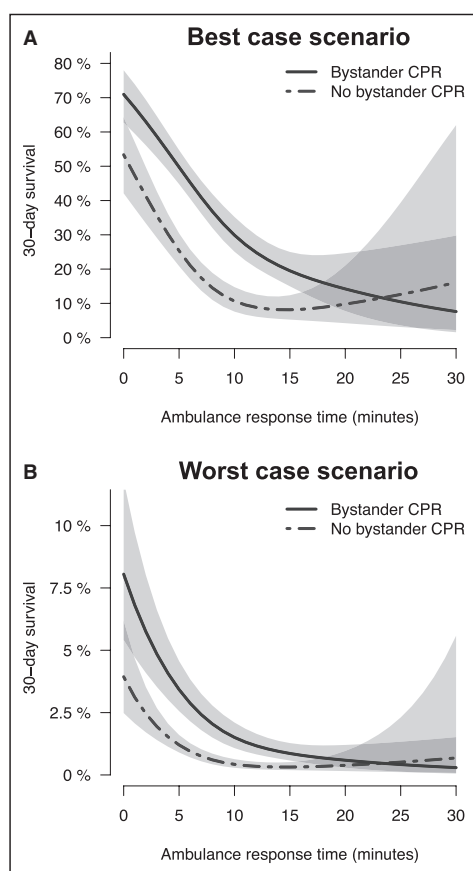 A
Best case scenario
Bystander CPR
No bystander CPR
80 %
70 %
60 %
50 %
40 %
30 %
20 %
10 %
0 %
30–day survival
0 5 10 15 20 25 30
Ambulance response time (minutes)
B
Worst case scenario
Bystander CPR
No bystander CPR
10 %
7.5 %
5 %
2.5 %
0 %
30–day survival
0 5 10 15 20 25 30
Ambulance response time (minutes)